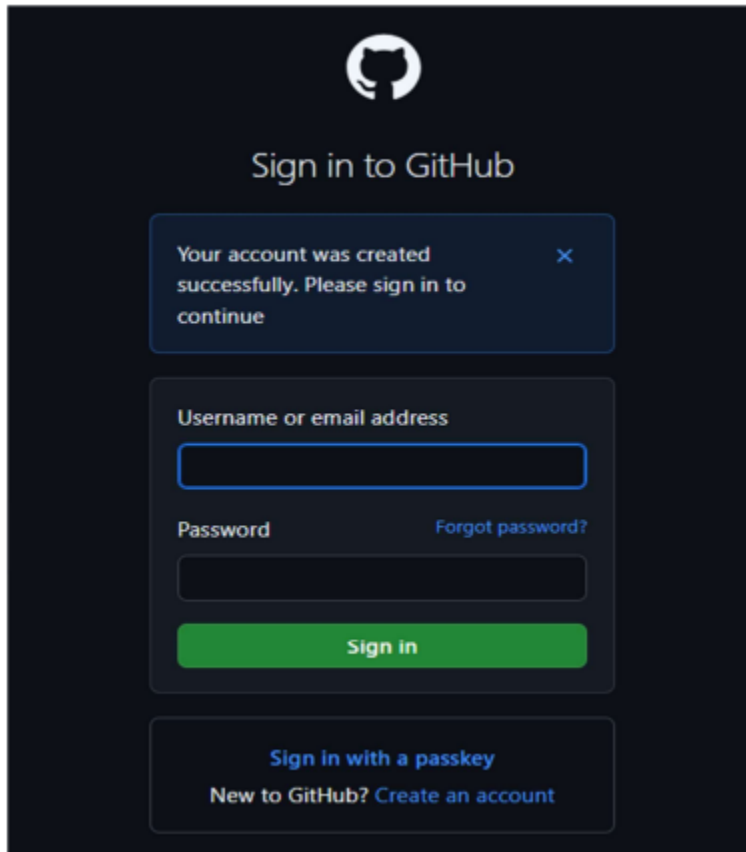 Sign in to GitHub
Your account was created
successfully. Please sign in to
continue
Username or email address
Password Forgot password?
Sign in
Sign in with a passkey
New to GitHub? Create an account